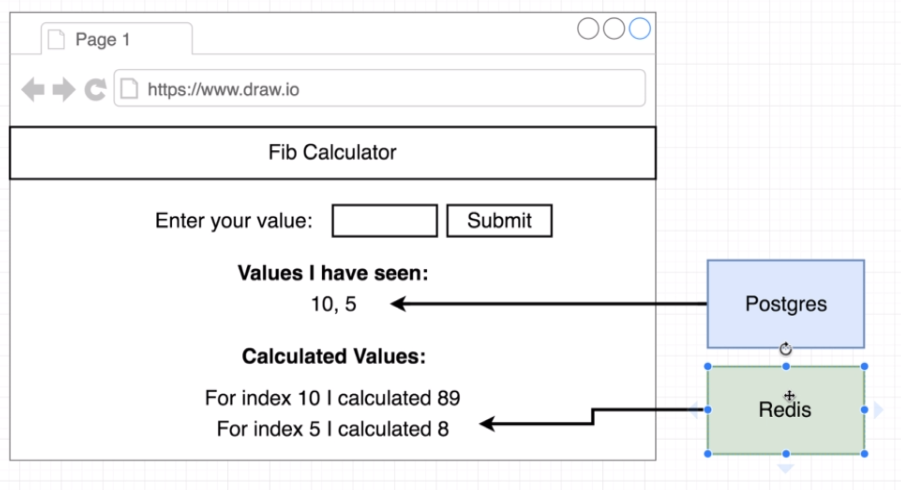 Page 1
https://www.draw.io
Fib Calculator
Enter your value:
Submit
Values I have seen:
10, 5
Postgres
Calculated Values:
For index 10 I calculated 89
For index 5 I calculated 8
Redis